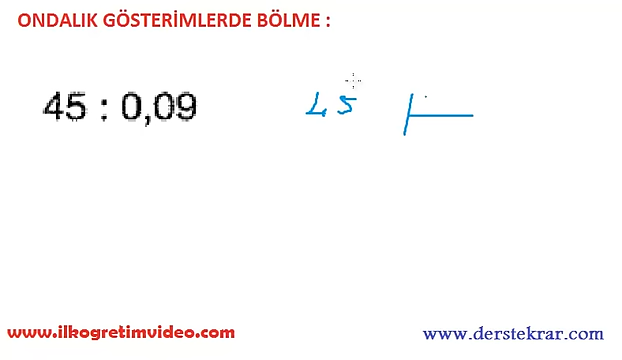 ONDALIK GÖSTERİMLERDE BÖLME :
45 : 0,09 45
www.ilkogretimvideo.com www.derstekrar.com